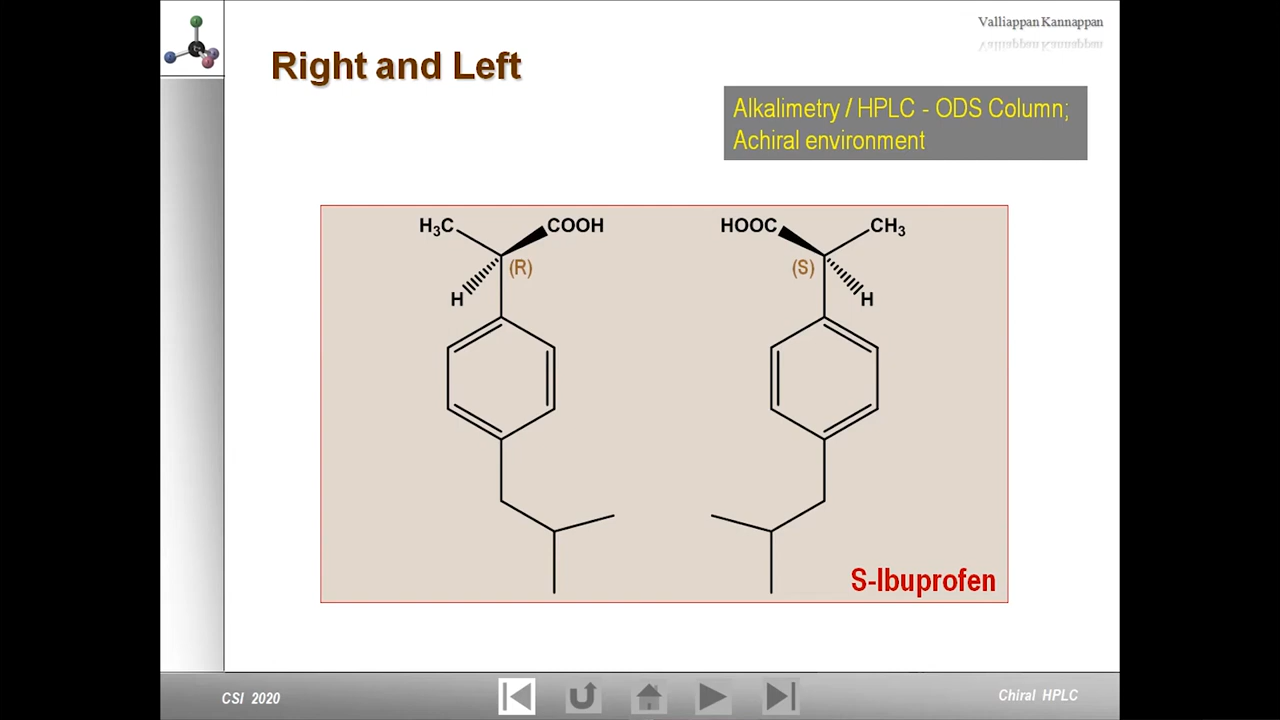 Valliappan Kannappan
Right and Left
Alkalimetry / HPLC - ODS Column;
Achiral environment
H₃C COOH HOOC CH₃
(R) (S)
H H
S-Ibuprofen
CSI 2020 Chiral HPLC